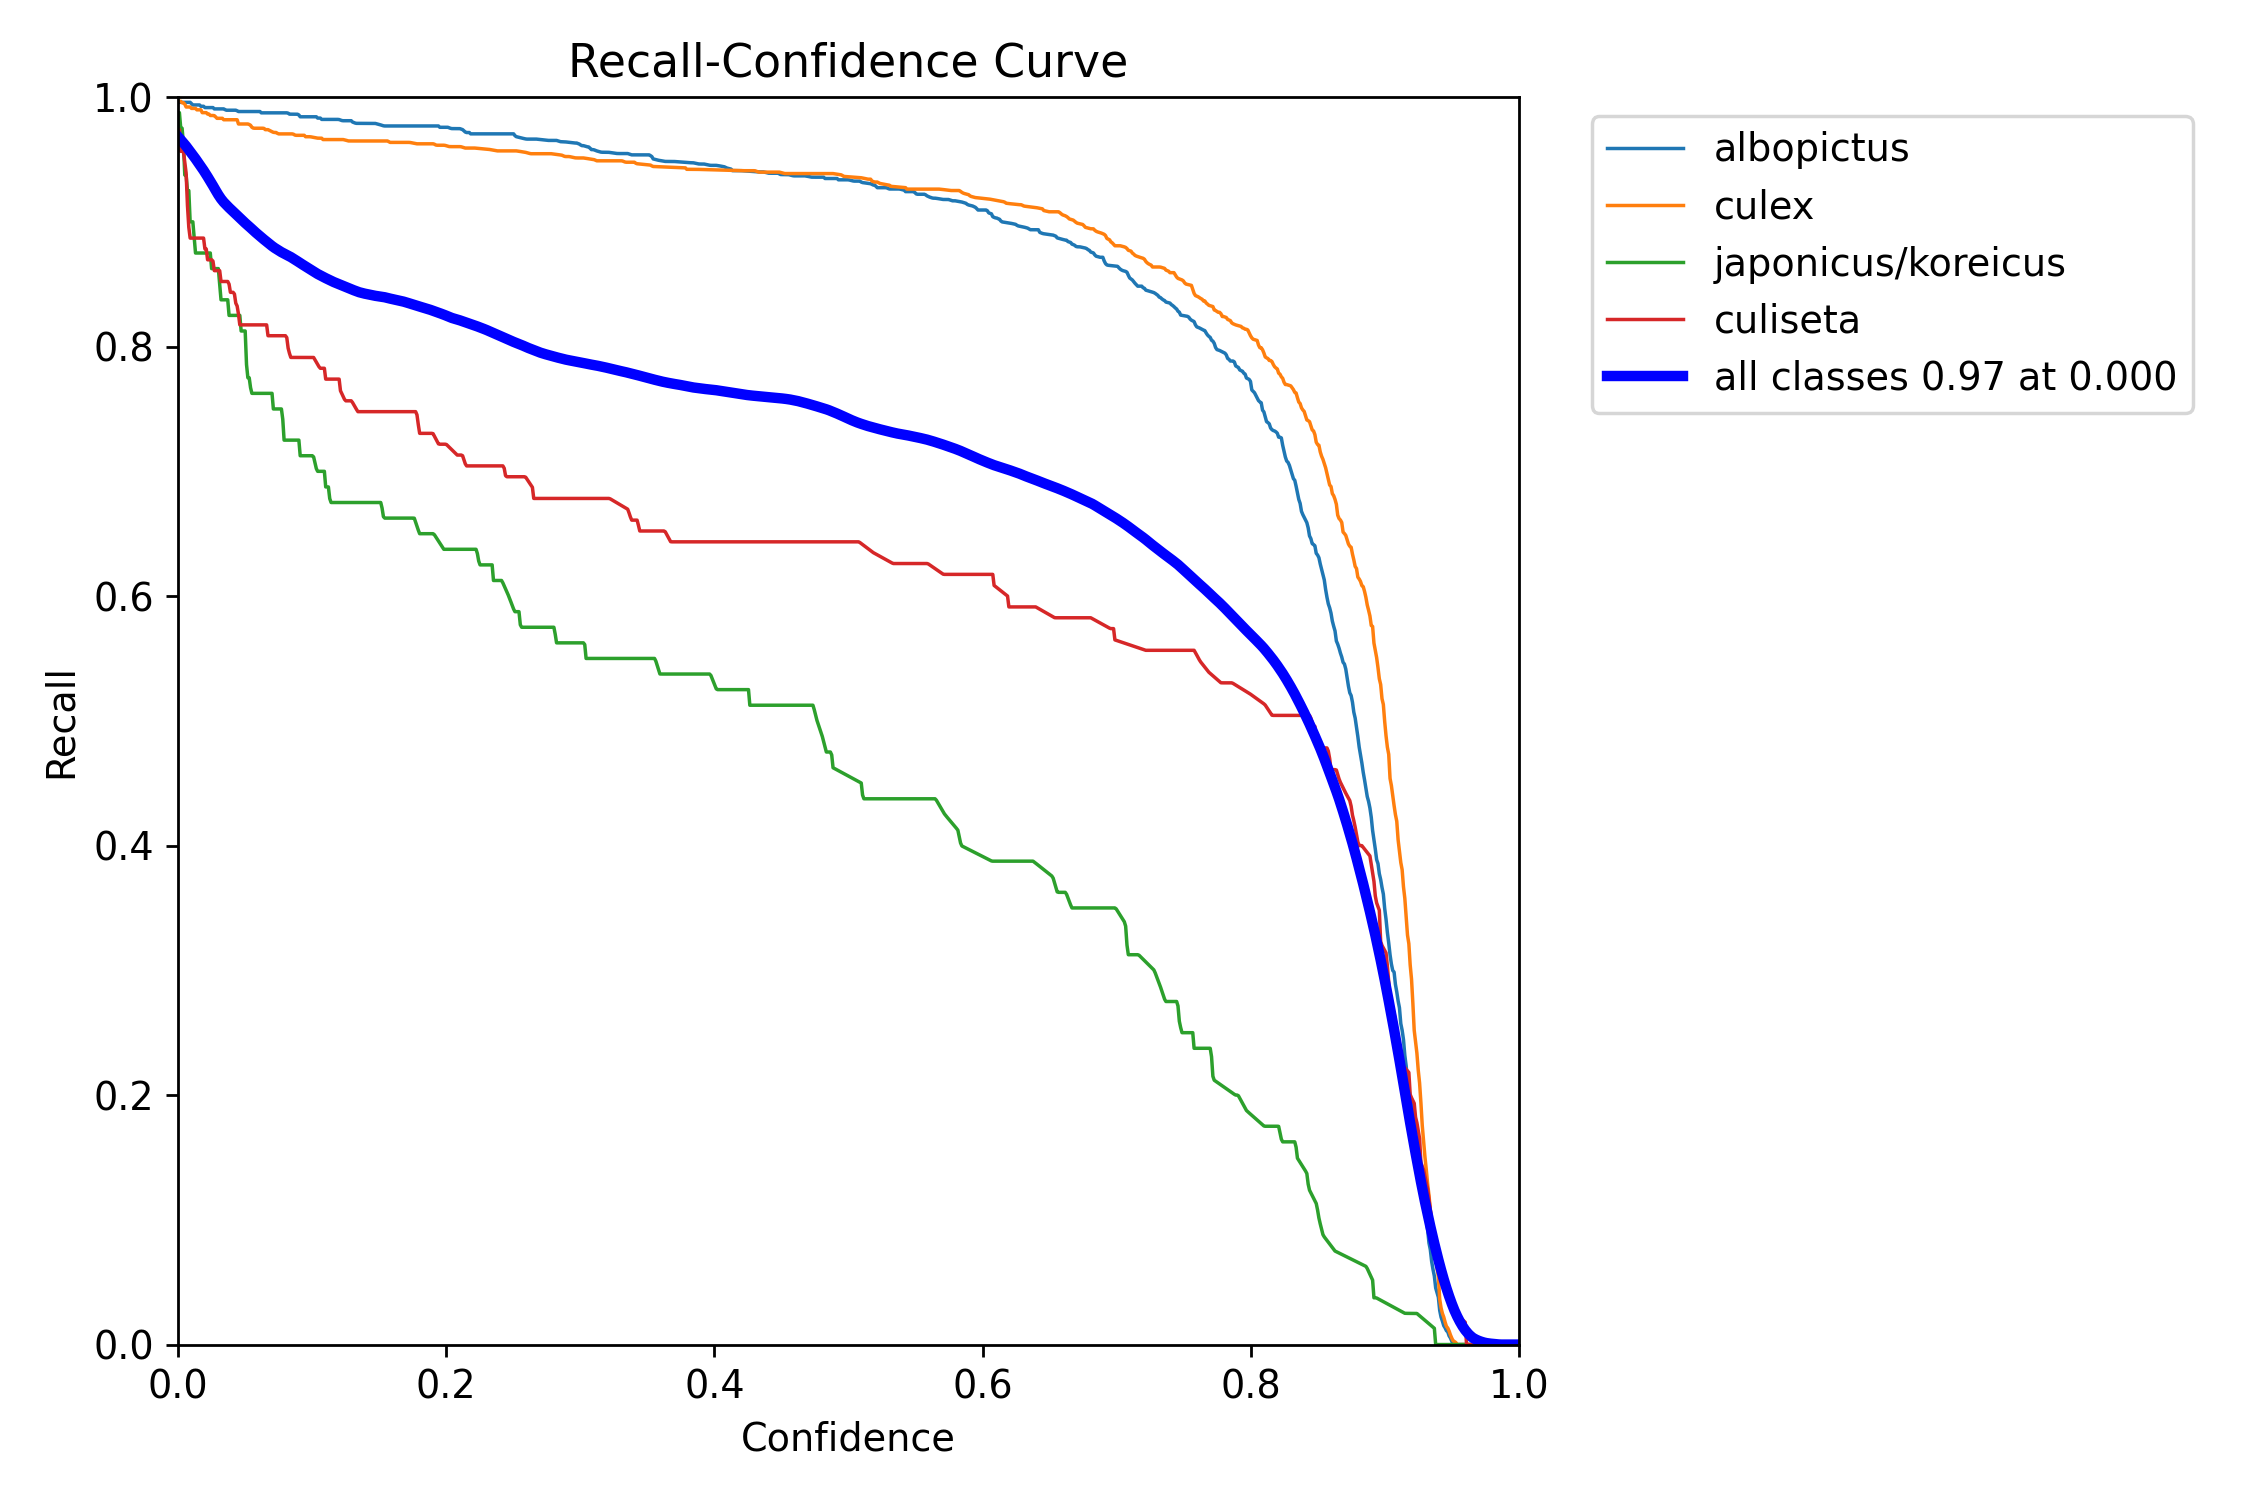 Recall-Confidence Curve
1.0
0.8
0.6
0.4
0.2
0.0
Recall
0.0 0.2 0.4 0.6 0.8 1.0
Confidence
albopictus
culex
japonicus/koreicus
culiseta
all classes 0.97 at 0.000